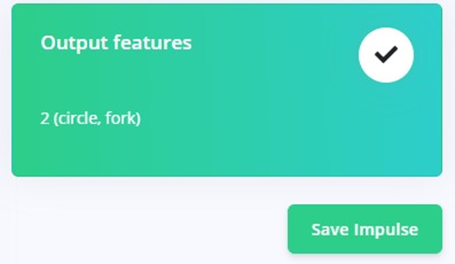 Output features
2 (circle, fork)
Save Impulse